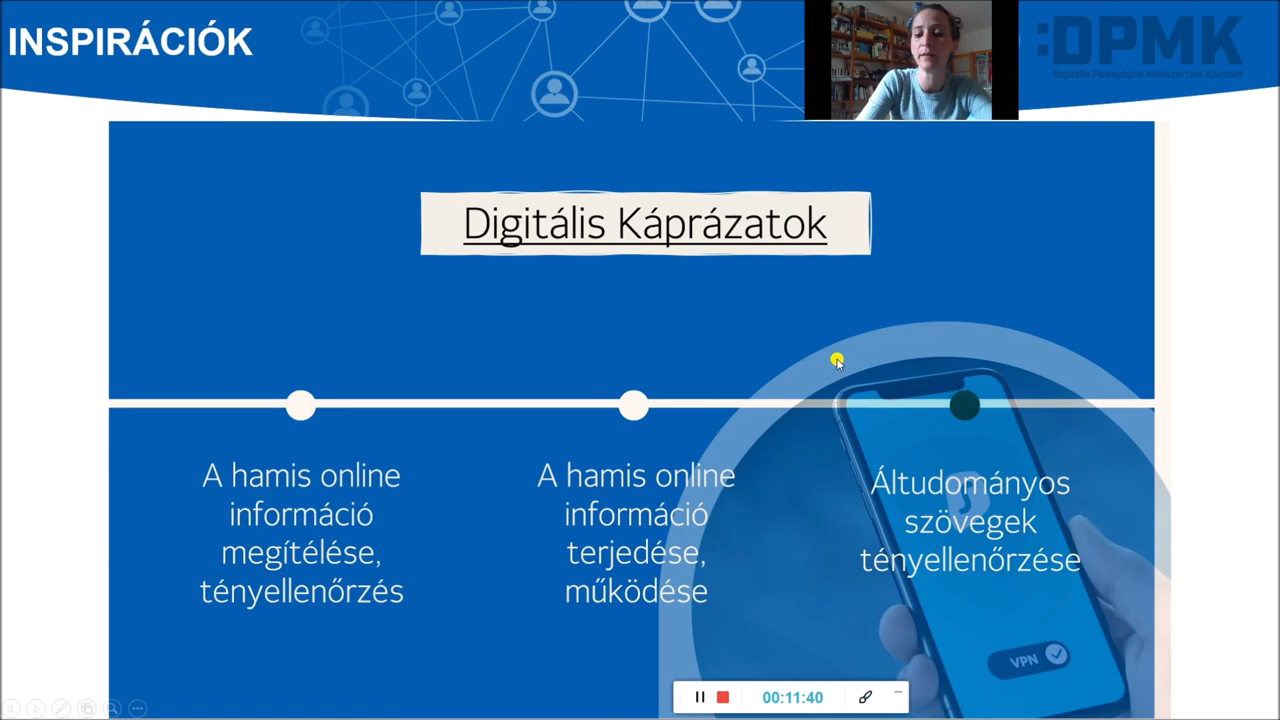 INSPIRÁCIÓK
:DPMK
Digitális Pedagógiai Módszertani Központ
Digitális Káprázatok
A hamis online
információ
megítélése,
tényellenőrzés
A hamis online
információ
terjedése,
működése
Áltudományos
szövegek
tényellenőrzése
VPN
00:11:40